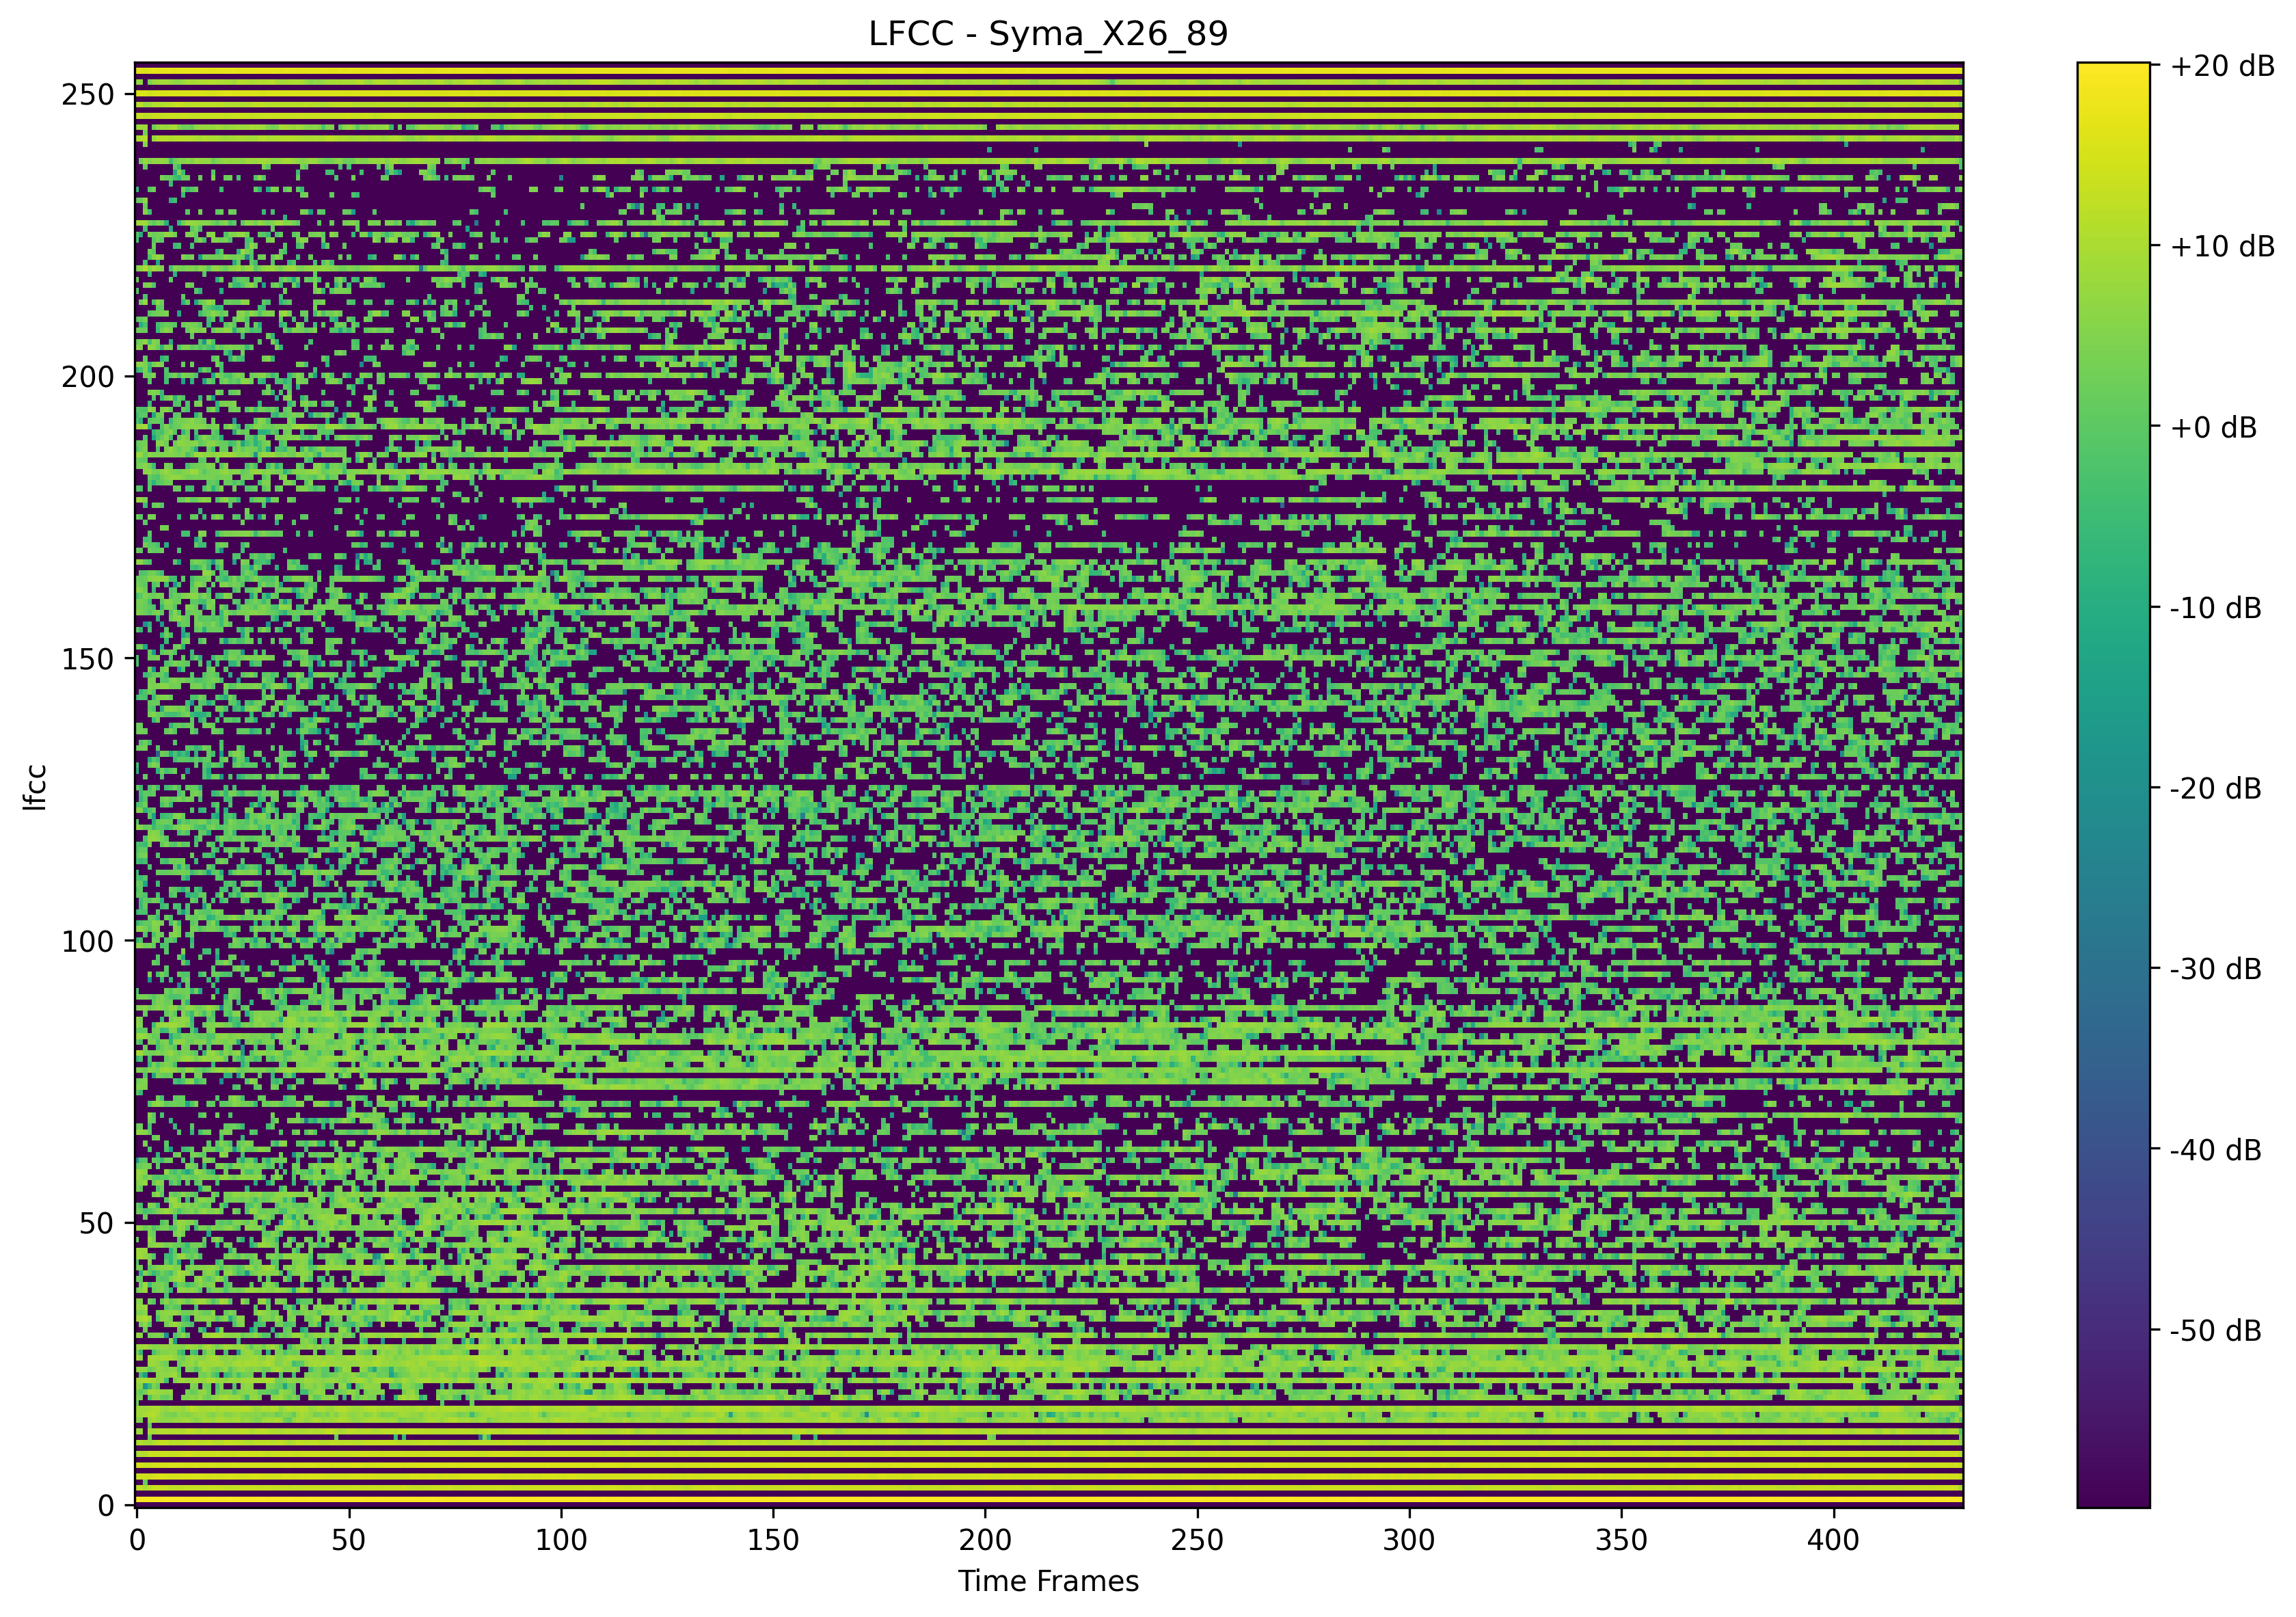 LFCC - Syma_X26_89
lfcc
250
200
150
100
50
0
0 50 100 150 200 250 300 350 400
Time Frames
+20 dB
+10 dB
+0 dB
-10 dB
-20 dB
-30 dB
-40 dB
-50 dB